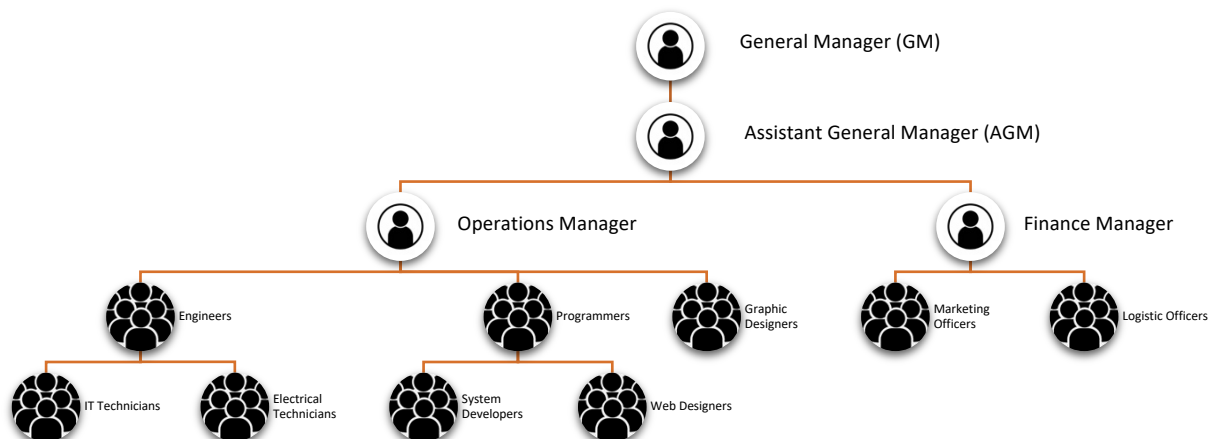 General Manager (GM)
Assistant General Manager (AGM)
Operations Manager
Finance Manager
Engineers
Programmers
Graphic
Designers
Marketing
Officers
Logistic Officers
IT Technicians
Electrical
Technicians
System
Developers
Web Designers